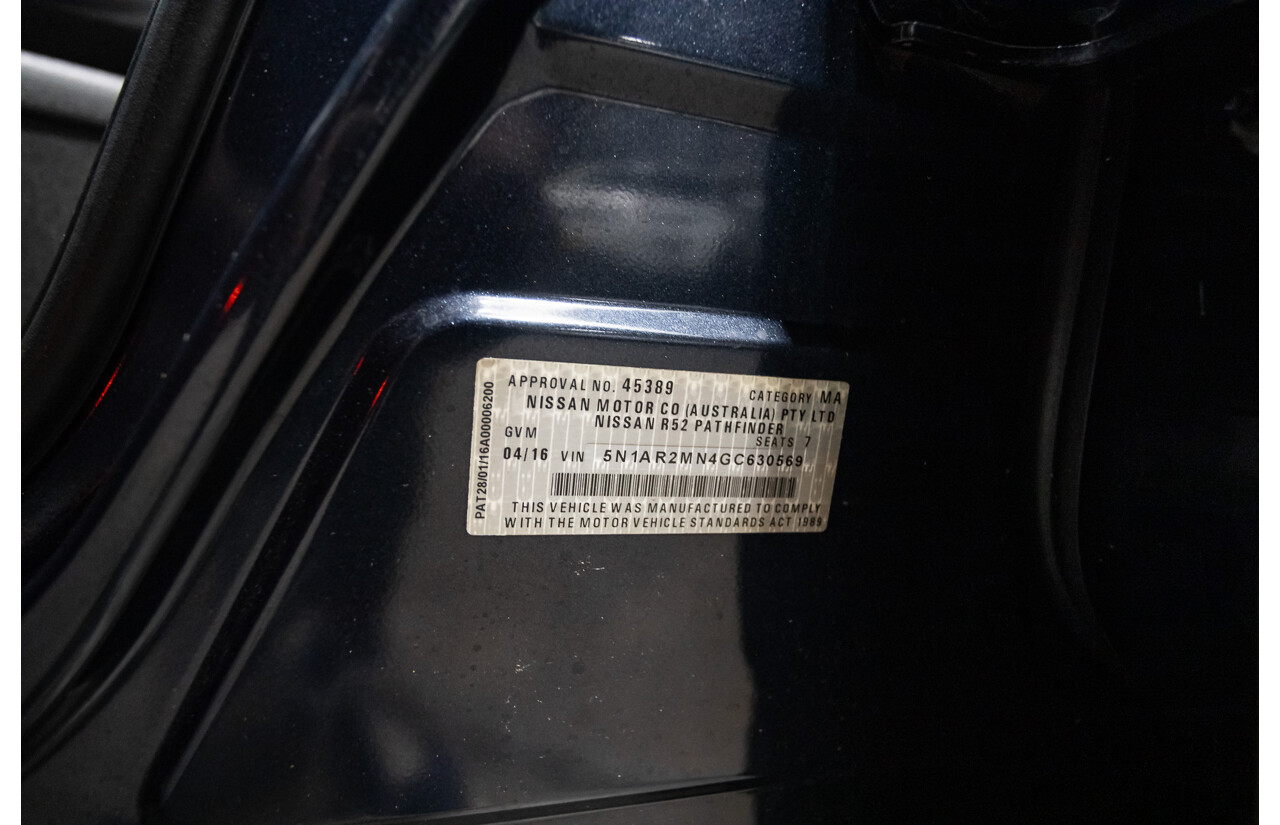 APPROVAL NO. 45389 CATEGORY MA
NISSAN MOTOR CO (AUSTRALIA) PTY LTD
NISSAN R52 PATHFINDER
GVM SEATS 7
04/16 VIN 5N1AR2MN4GC630569
THIS VEHICLE WAS MANUFACTURED TO COMPLY
WITH THE MOTOR VEHICLE STANDARDS ACT 1989
PAT28/01/16A00006200